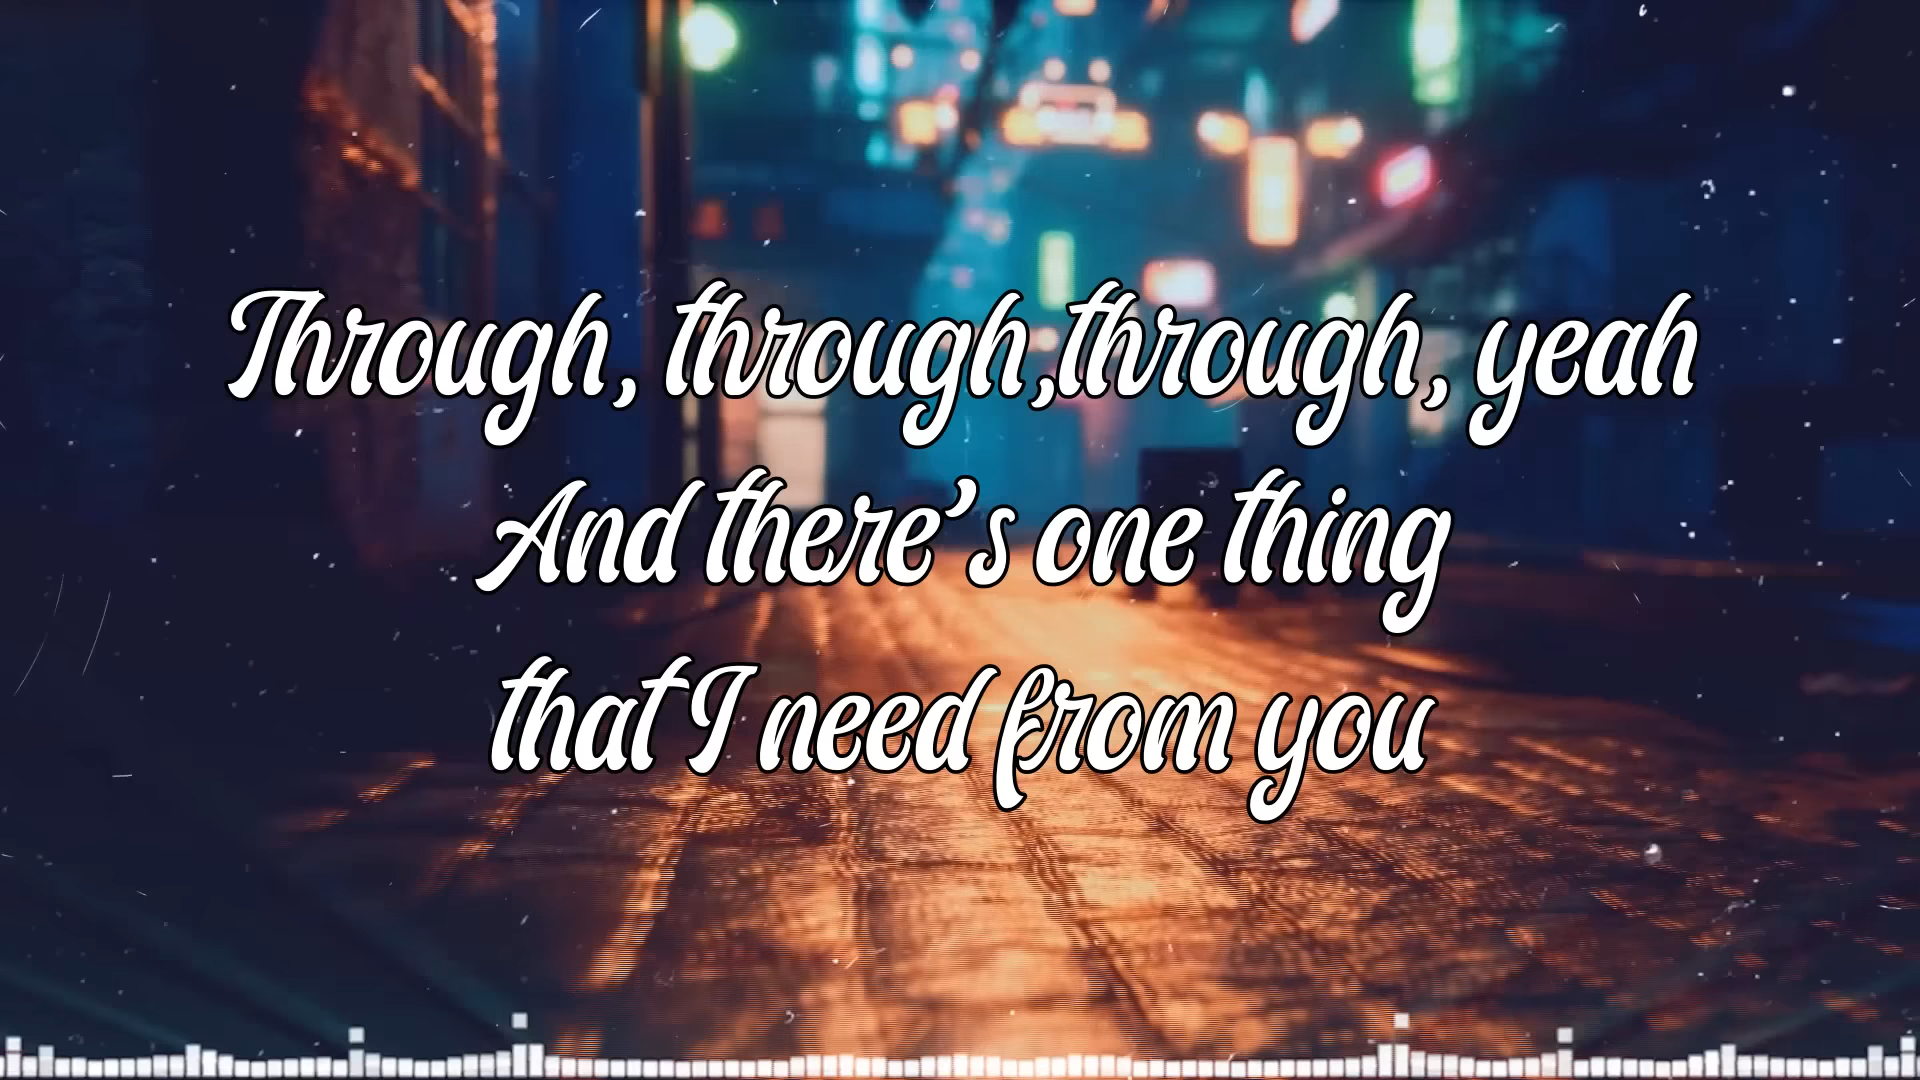 Through, through,through, yeah
And there's one thing
that I need from you